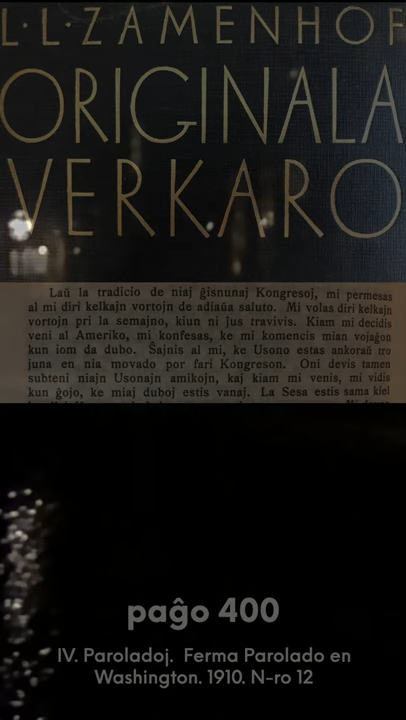 L·L·ZAMENHOF
ORIGINALA
VERKARO
Laŭ la tradicio de niaj ĝisnunaj Kongresoj, mi permesas
al mi diri kelkajn vortojn de adiaŭa saluto. Mi volas diri kelkajn
vortojn pri la semajno, kiun ni ĵus travivis. Kiam mi decidis
veni al Ameriko, mi konfesas, ke mi komencis mian vojaĝon
kun iom da dubo. Ŝajnis al mi, ke Usono estas ankoraŭ tro
juna en nia movado por fari Kongreson. Oni devis tamen
subteni niajn Usonajn amikojn, kaj kiam mi venis, mi vidis
kun ĝojo, ke miaj duboj estis vanaj. La Sesa estis sama kiel
paĝo 400
IV. Paroladoj. Ferma Parolado en
Washington. 1910. N-ro 12